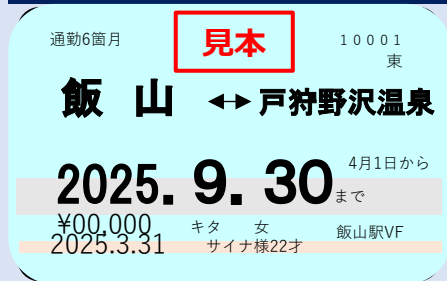 通勤6箇月 見本 10001
東
飯 山 ↔ 戸狩野沢温泉
4月1日から
2025. 9. 30まで
¥00,000 キタ 女 飯山駅VF
2025.3.31 サイナ様22才